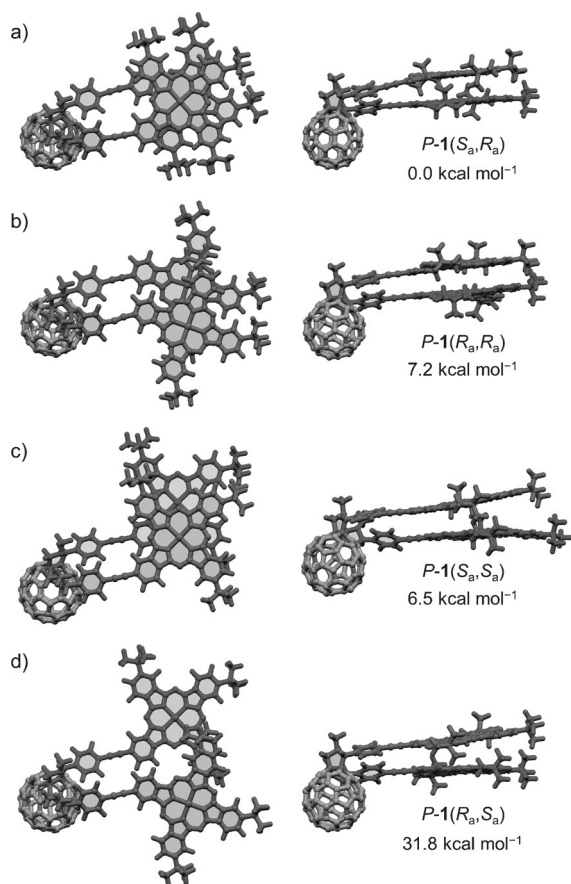 a)
P-1(Sa,Ra)
0.0 kcal mol⁻¹
b)
P-1(Ra,Ra)
7.2 kcal mol⁻¹
c)
P-1(Sa,Sa)
6.5 kcal mol⁻¹
d)
P-1(Ra,Sa)
31.8 kcal mol⁻¹